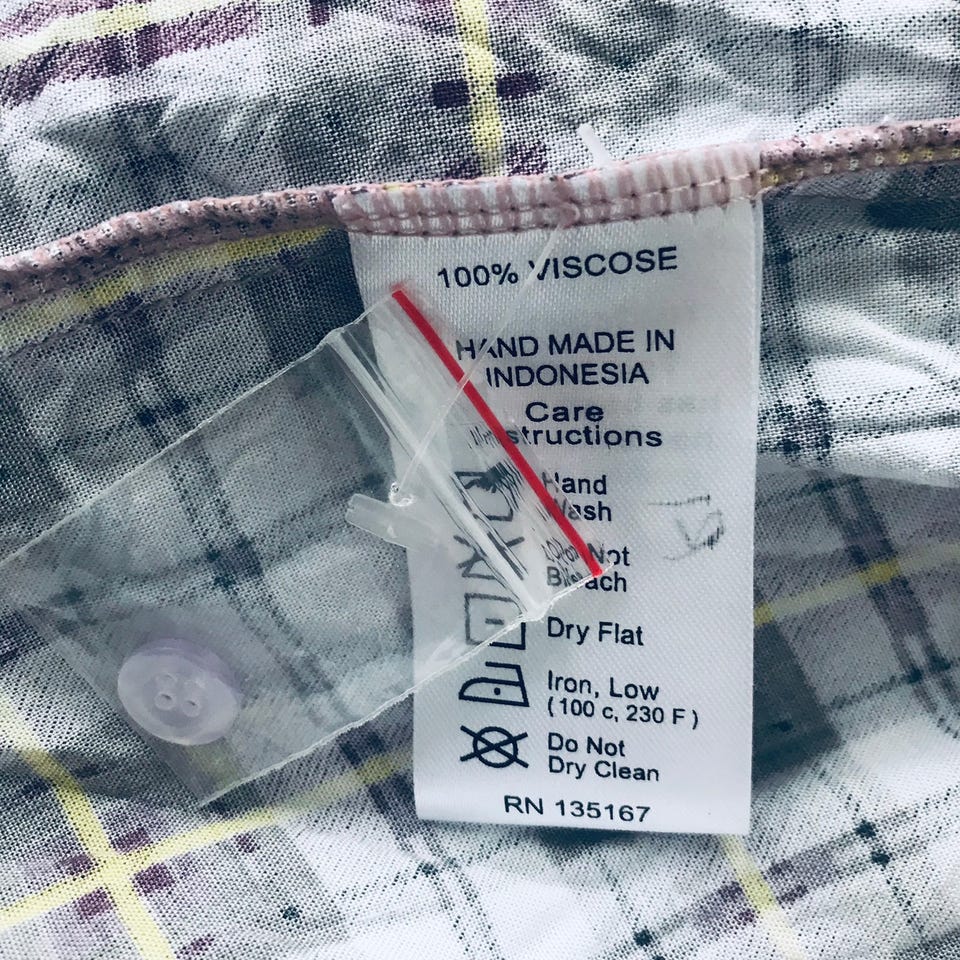 100% VISCOSE
HAND MADE IN
INDONESIA
Care
Instructions
Hand
Wash
Do Not
Bleach
Dry Flat
Iron, Low
(100 c, 230 F)
Do Not
Dry Clean
RN 135167